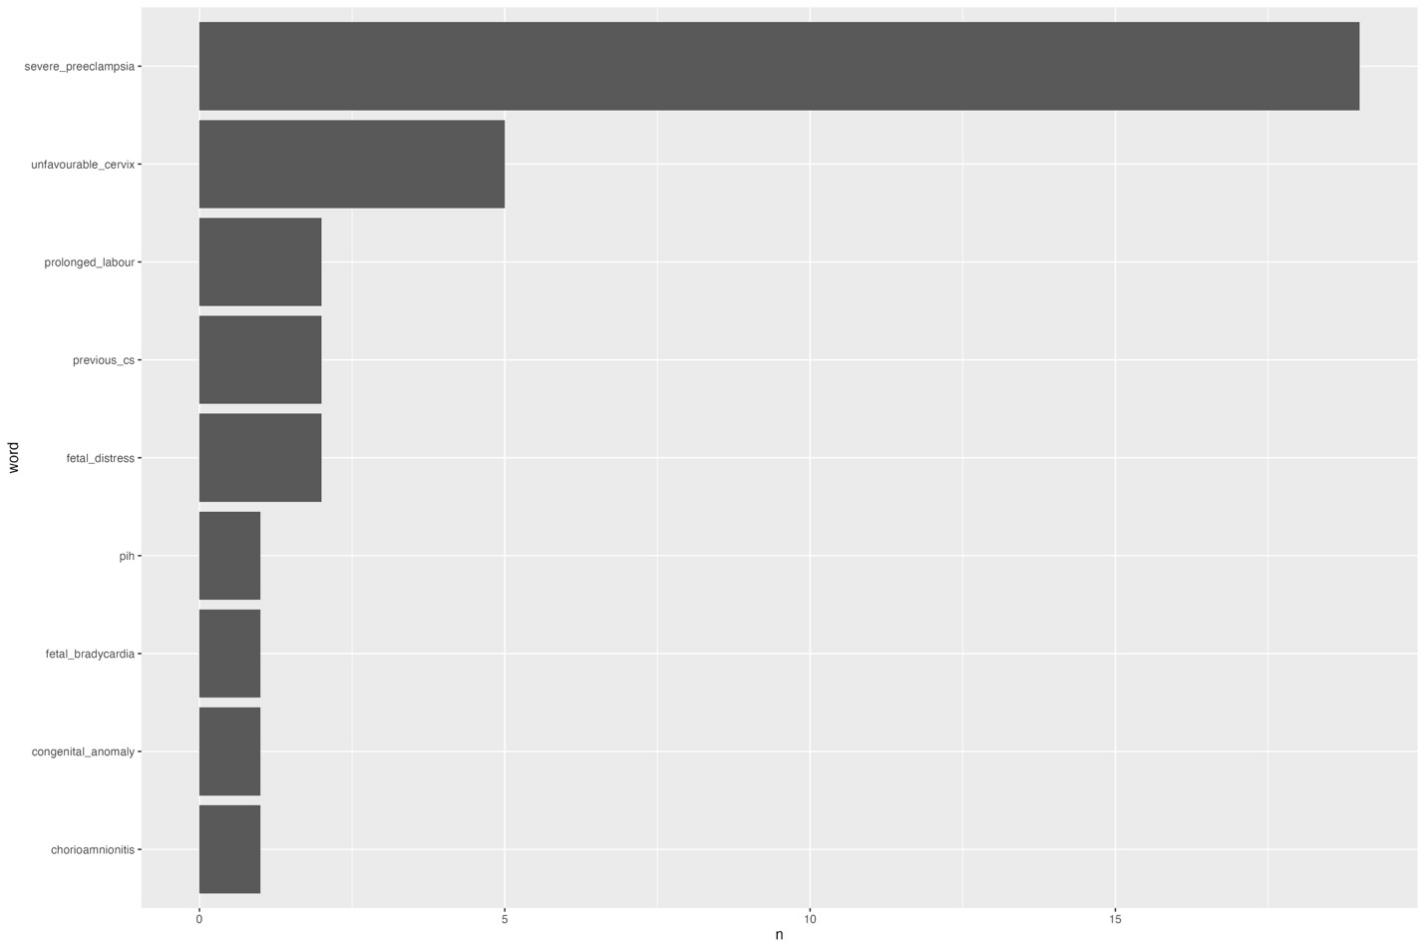 severe_preeclampsia
unfavourable_cervix
prolonged_labour
previous_cs
fetal_distress
word
pih
fetal_bradycardia
congenital_anomaly
chorioamnionitis
0 5 10 15
n